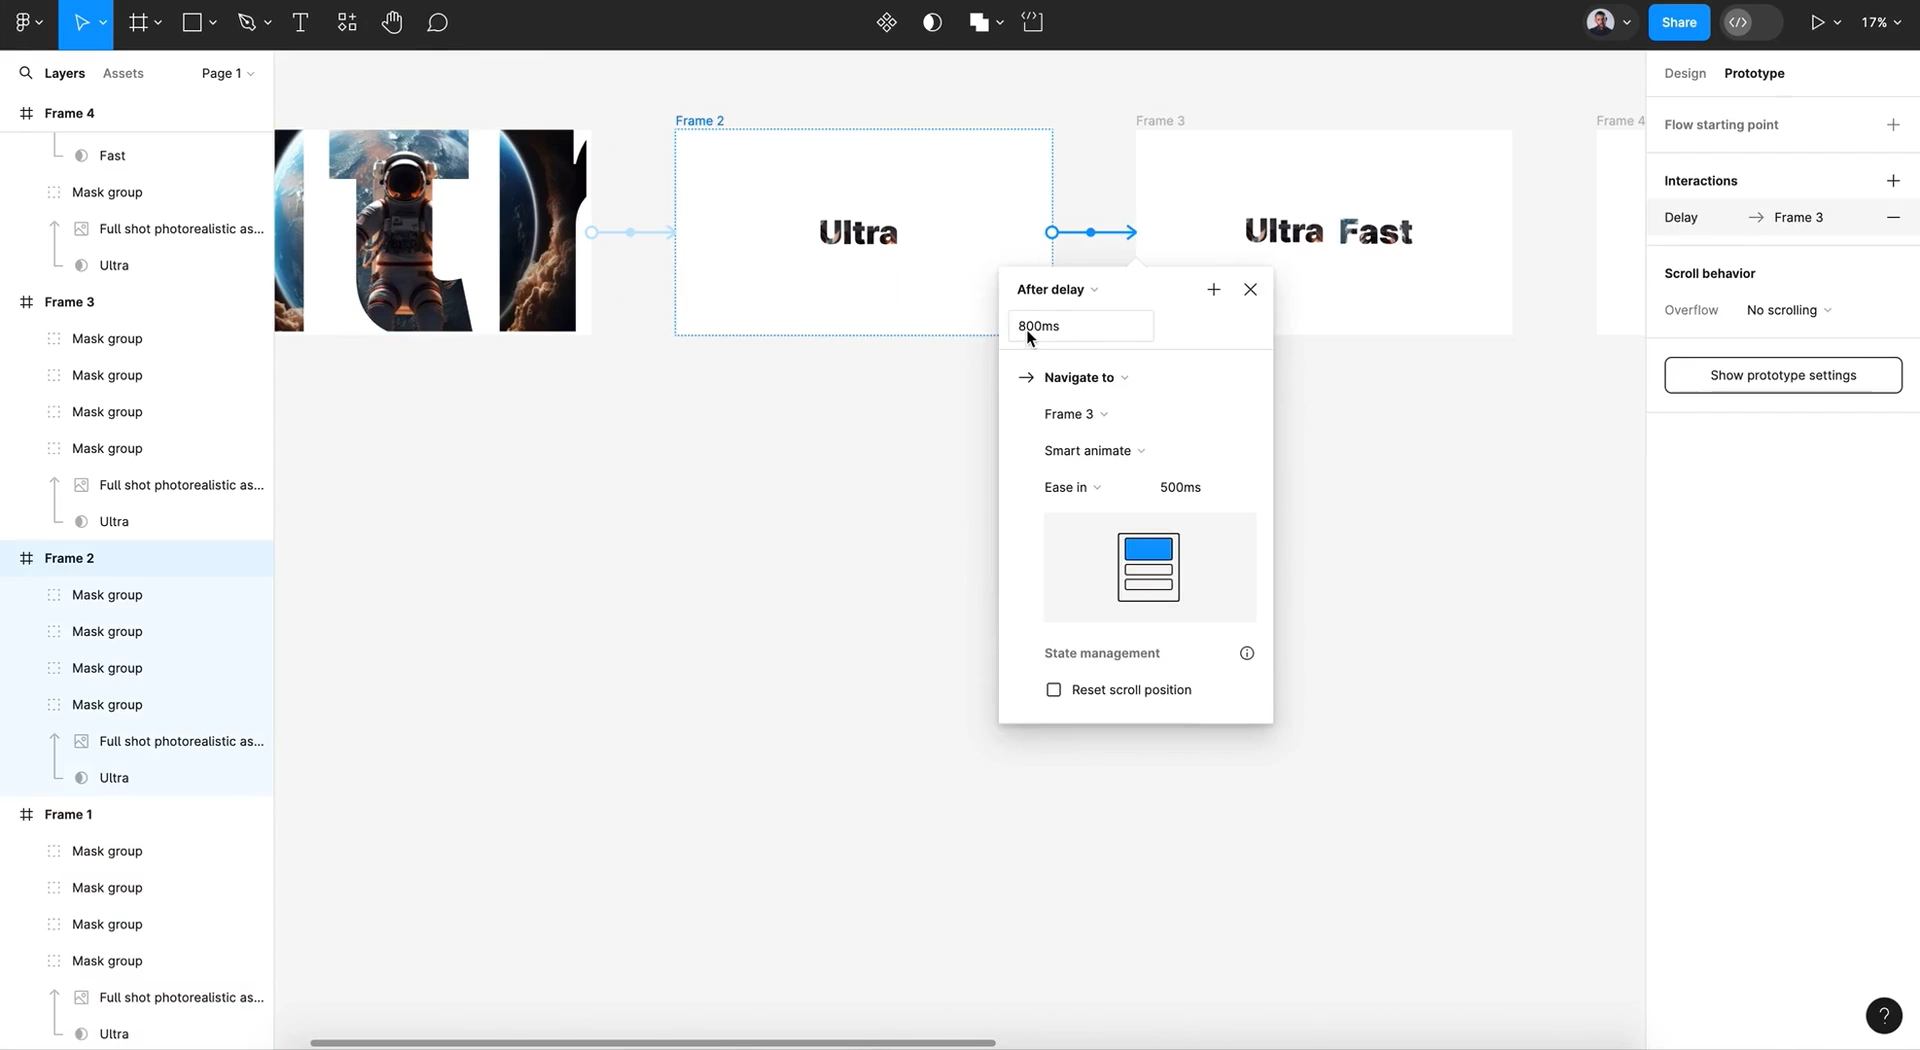 Share
17%
Layers
Assets
Page 1
Frame 4
Fast
Mask group
Full shot photorealistic as...
Ultra
Frame 3
Mask group
Mask group
Mask group
Mask group
Full shot photorealistic as...
Ultra
Frame 2
Mask group
Mask group
Mask group
Mask group
Full shot photorealistic as...
Ultra
Frame 1
Mask group
Mask group
Mask group
Mask group
Full shot photorealistic as...
Ultra
t
Frame 2
Ultra
Frame 3
Ultra Fast
Frame 4
After delay
800ms
Navigate to
Frame 3
Smart animate
Ease in 500ms
State management
Reset scroll position
Design
Prototype
Flow starting point
Interactions
Delay → Frame 3
Scroll behavior
Overflow No scrolling
Show prototype settings
?